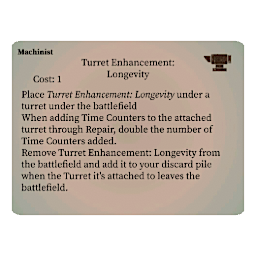 Machinist
Turret Enhancement:
Longevity
Cost: 1
Place Turret Enhancement: Longevity under a
turret under the battlefield
When adding Time Counters to the attached
turret through Repair, double the number of
Time Counters added.
Remove Turret Enhancement: Longevity from
the battlefield and add it to your discard pile
when the Turret it's attached to leaves the
battlefield.